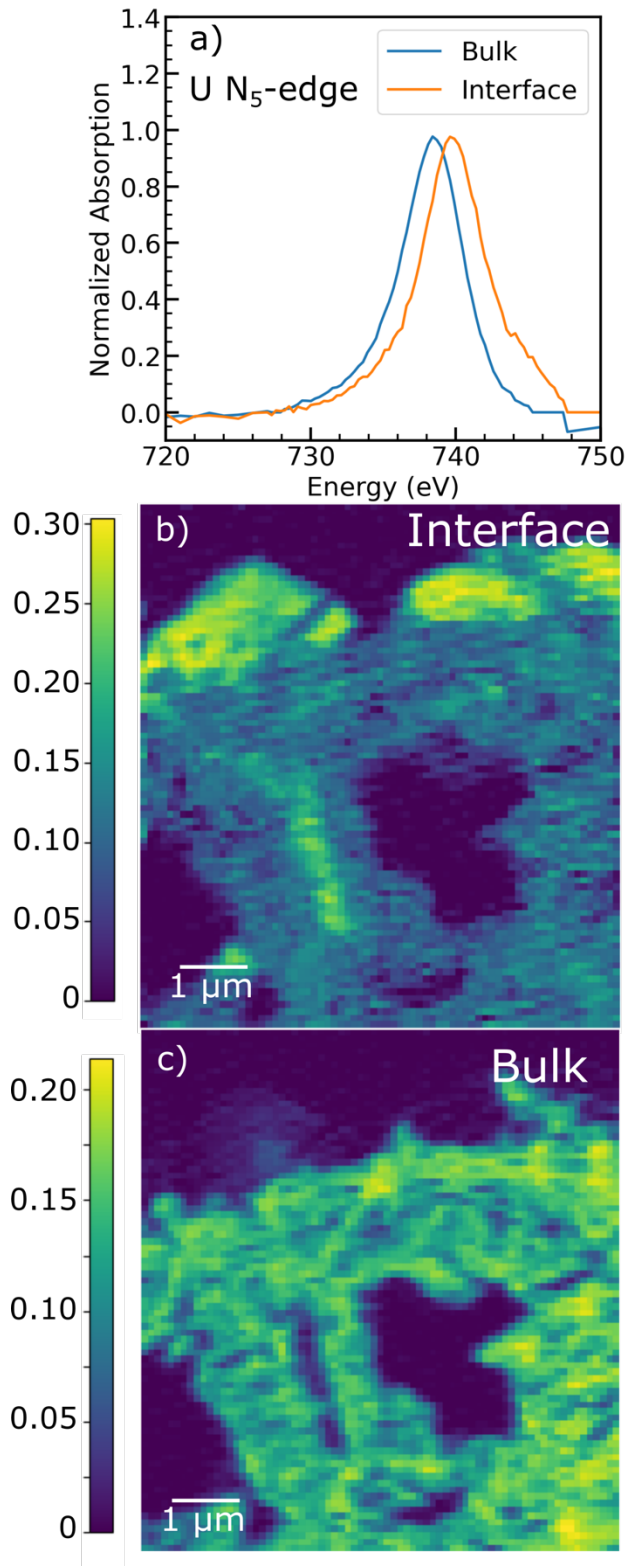 a)
U N₅-edge
Bulk
Interface
Normalized Absorption
1.4
1.2
1.0
0.8
0.6
0.4
0.2
0.0
720 730 740 750
Energy (eV)
b)
Interface
0.30
0.25
0.20
0.15
0.10
0.05
0
1 μm
c)
Bulk
0.20
0.15
0.10
0.05
0
1 μm